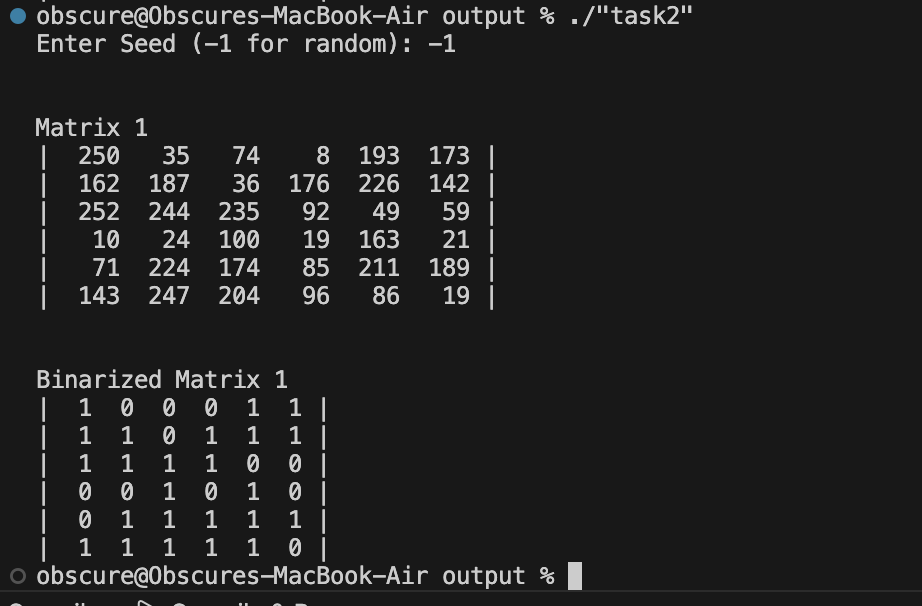 obscure@Obscures-MacBook-Air output % ./"task2"
Enter Seed (-1 for random): -1
Matrix 1
|  250   35   74    8  193  173 |
|  162  187   36  176  226  142 |
|  252  244  235   92   49   59 |
|   10   24  100   19  163   21 |
|   71  224  174   85  211  189 |
|  143  247  204   96   86   19 |
Binarized Matrix 1
|  1  0  0  0  1  1 |
|  1  1  0  1  1  1 |
|  1  1  1  1  0  0 |
|  0  0  1  0  1  0 |
|  0  1  1  1  1  1 |
|  1  1  1  1  1  0 |
obscure@Obscures-MacBook-Air output %